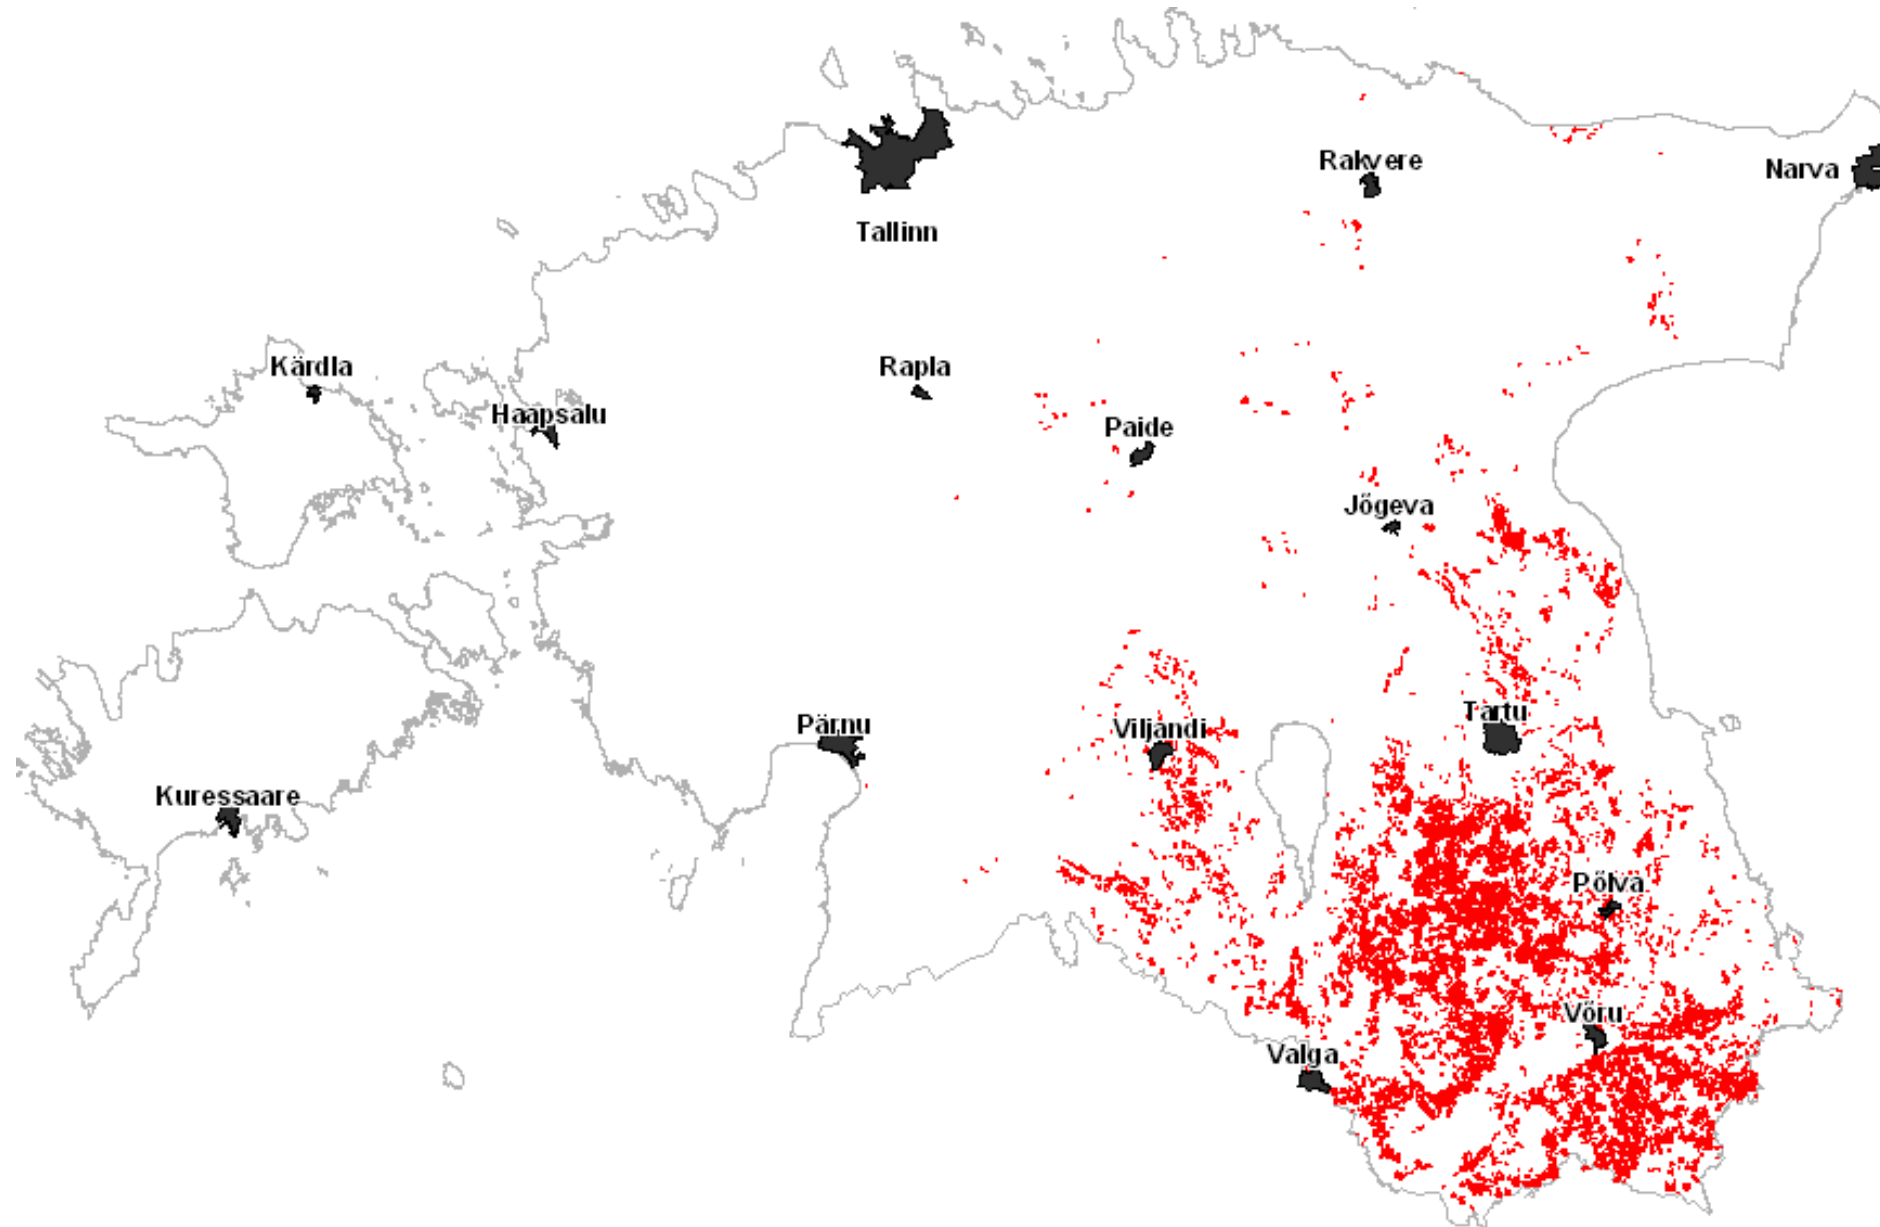 Rakvere
Narva
Tallinn
Kärdla
Rapla
Haapsalu
Paide
Jõgeva
Tartu
Pärnu
Viljandi
Kuressaare
Põlva
Võru
Valga